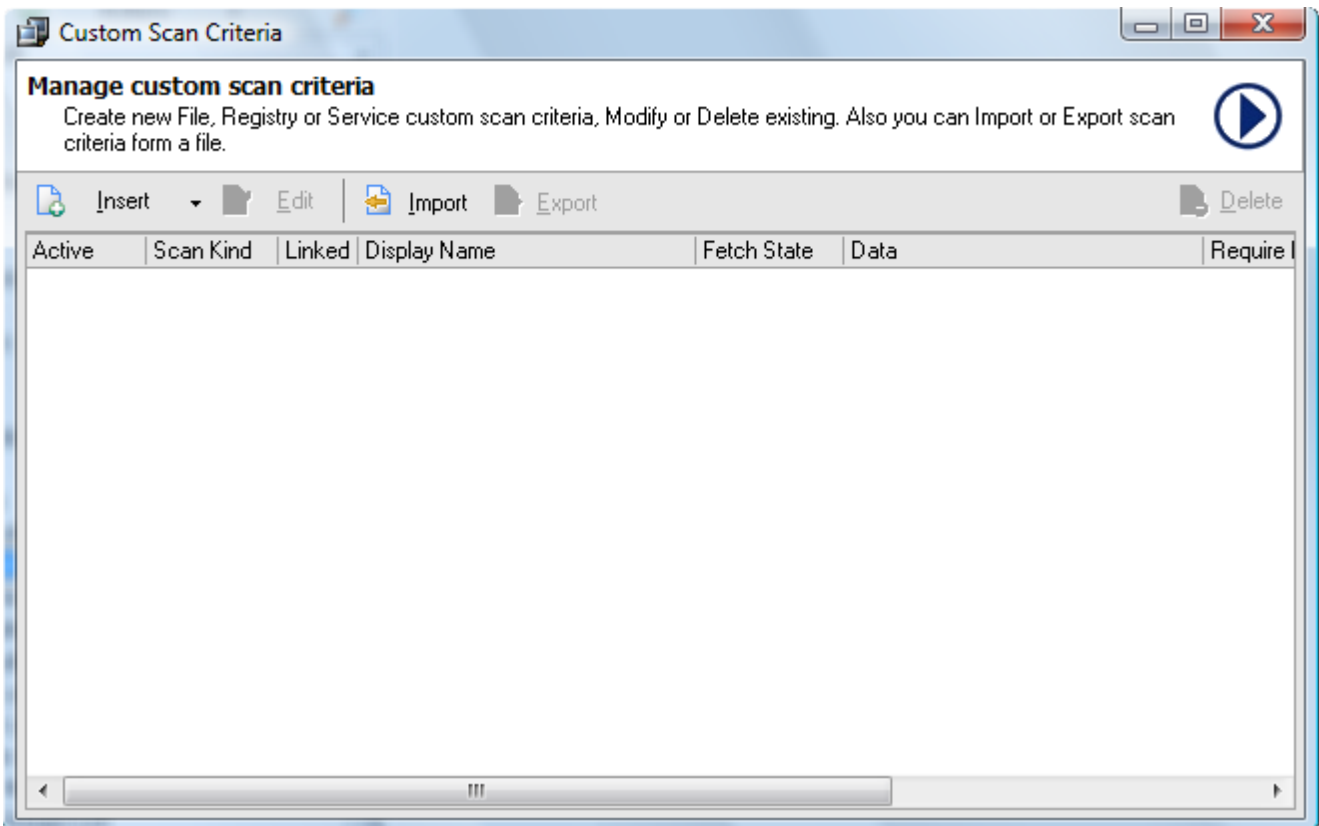 Custom Scan Criteria
Manage custom scan criteria
Create new File, Registry or Service custom scan criteria, Modify or Delete existing. Also you can Import or Export scan
criteria form a file.
Insert Edit Import Export Delete
Active Scan Kind Linked Display Name Fetch State Data Require